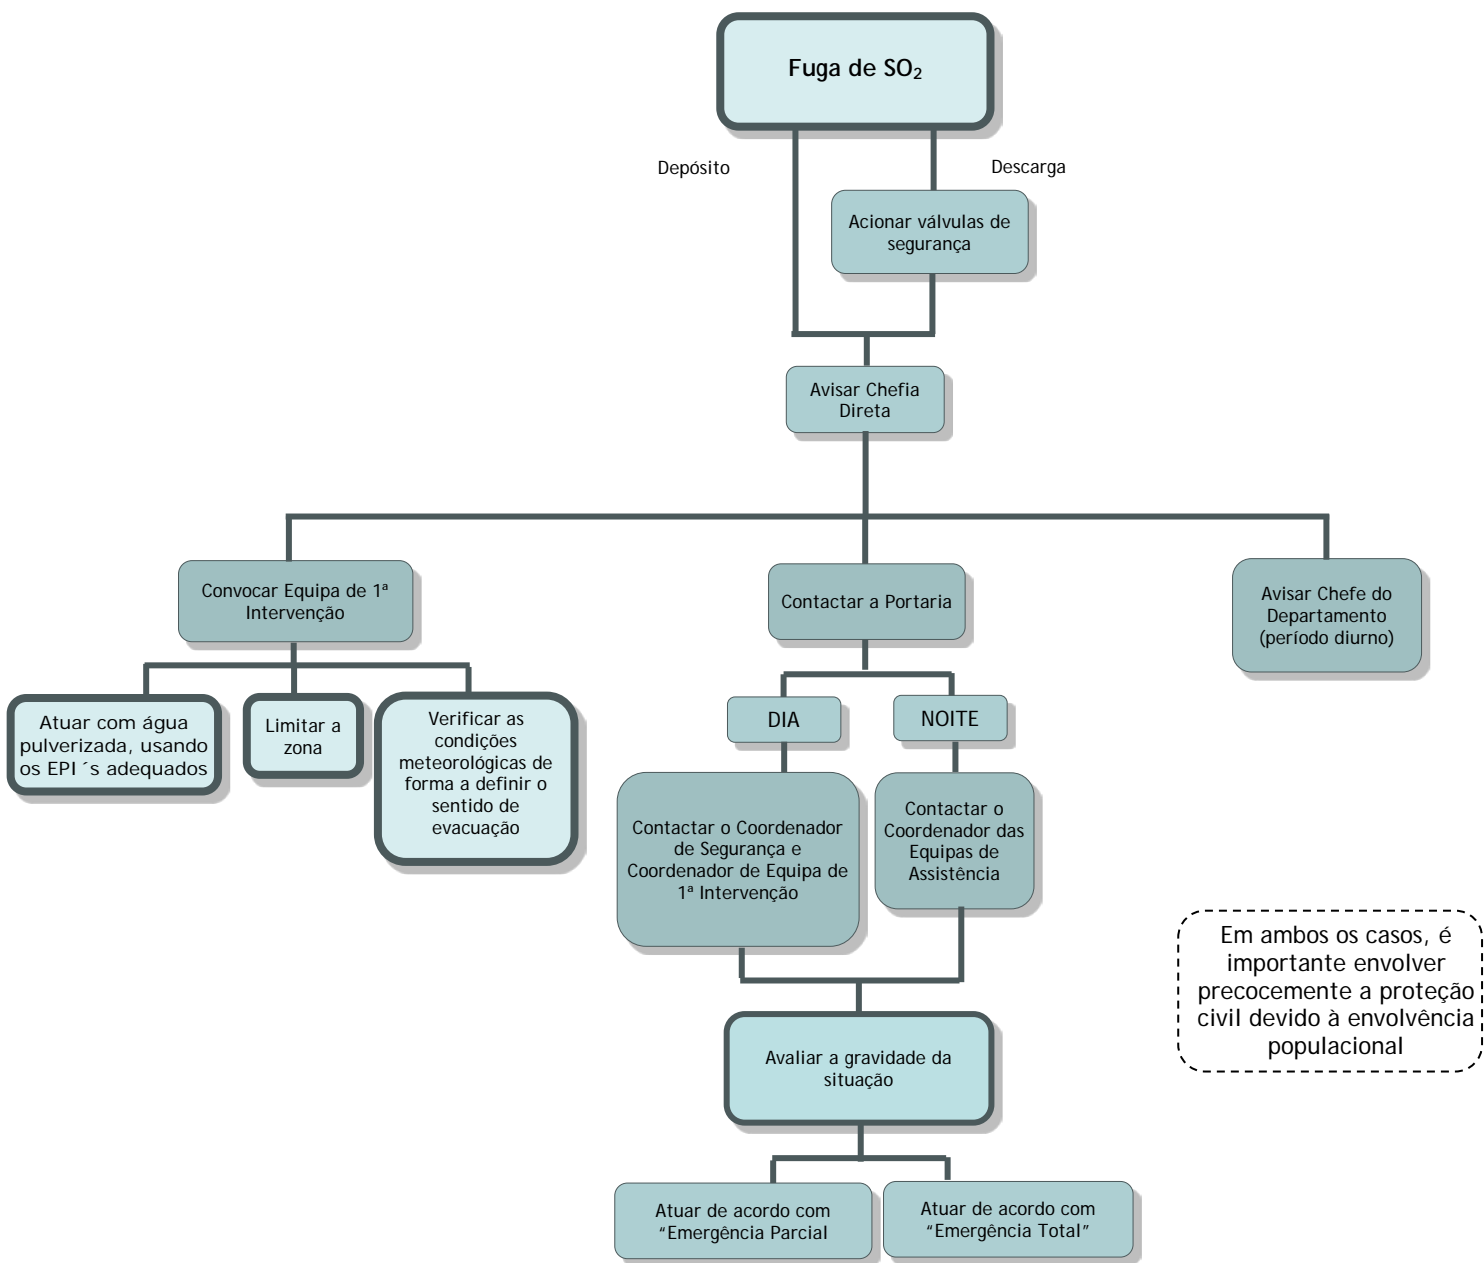 Fuga de SO₂
Depósito
Descarga
Acionar válvulas de
segurança
Avisar Chefia
Direta
Convocar Equipa de 1ª
Intervenção
Contactar a Portaria
Avisar Chefe do
Departamento
(período diurno)
Atuar com água
pulverizada, usando
os EPI ´s adequados
Limitar a
zona
Verificar as
condições
meteorológicas de
forma a definir o
sentido de
evacuação
DIA
NOITE
Contactar o Coordenador
de Segurança e
Coordenador de Equipa de
1ª Intervenção
Contactar o
Coordenador das
Equipas de
Assistência
Em ambos os casos, é
importante envolver
precocemente a proteção
civil devido à envolvência
populacional
Avaliar a gravidade da
situação
Atuar de acordo com
“Emergência Parcial
Atuar de acordo com
“Emergência Total”